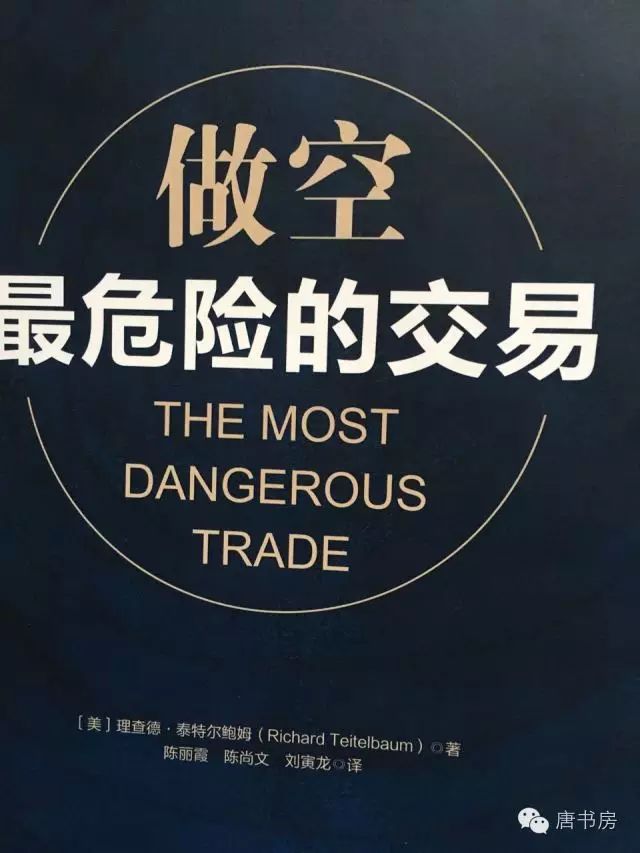 做空
最危险的交易
THE MOST
DANGEROUS
TRADE
［美］理查德·泰特尔鲍姆（Richard Teitelbaum）◎著
陈丽霞 陈尚文 刘寅龙◎译
唐书房